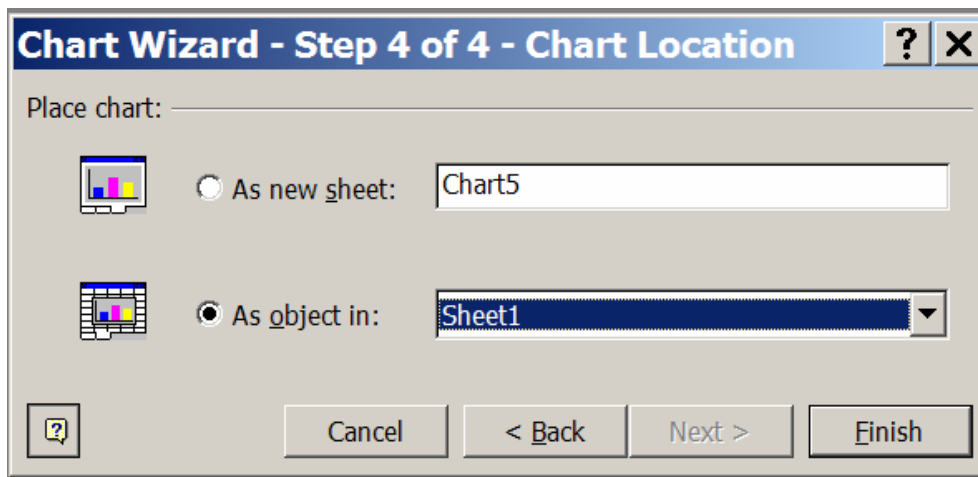 Chart Wizard - Step 4 of 4 - Chart Location ?
Place chart:
As new sheet: Chart5
As object in: Sheet1
? Cancel < Back Next > Finish